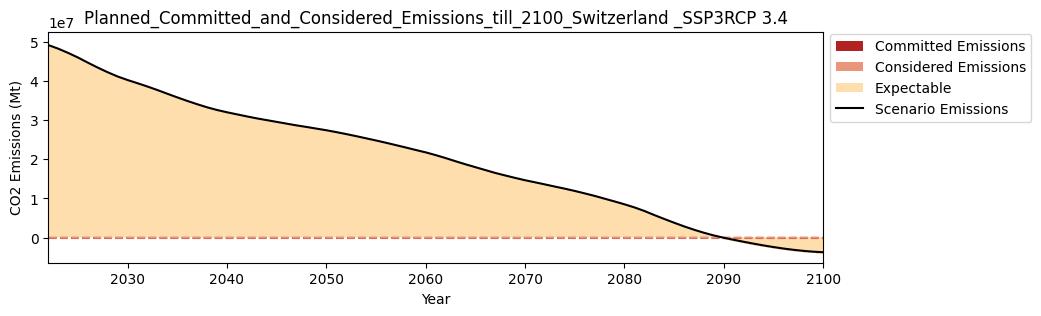 Planned_Committed_and_Considered_Emissions_till_2100_Switzerland _SSP3RCP 3.4
1e7
5
4
3
2
1
0
CO2 Emissions (Mt)
2030 2040 2050 2060 2070 2080 2090 2100
Year
Committed Emissions
Considered Emissions
Expectable
Scenario Emissions